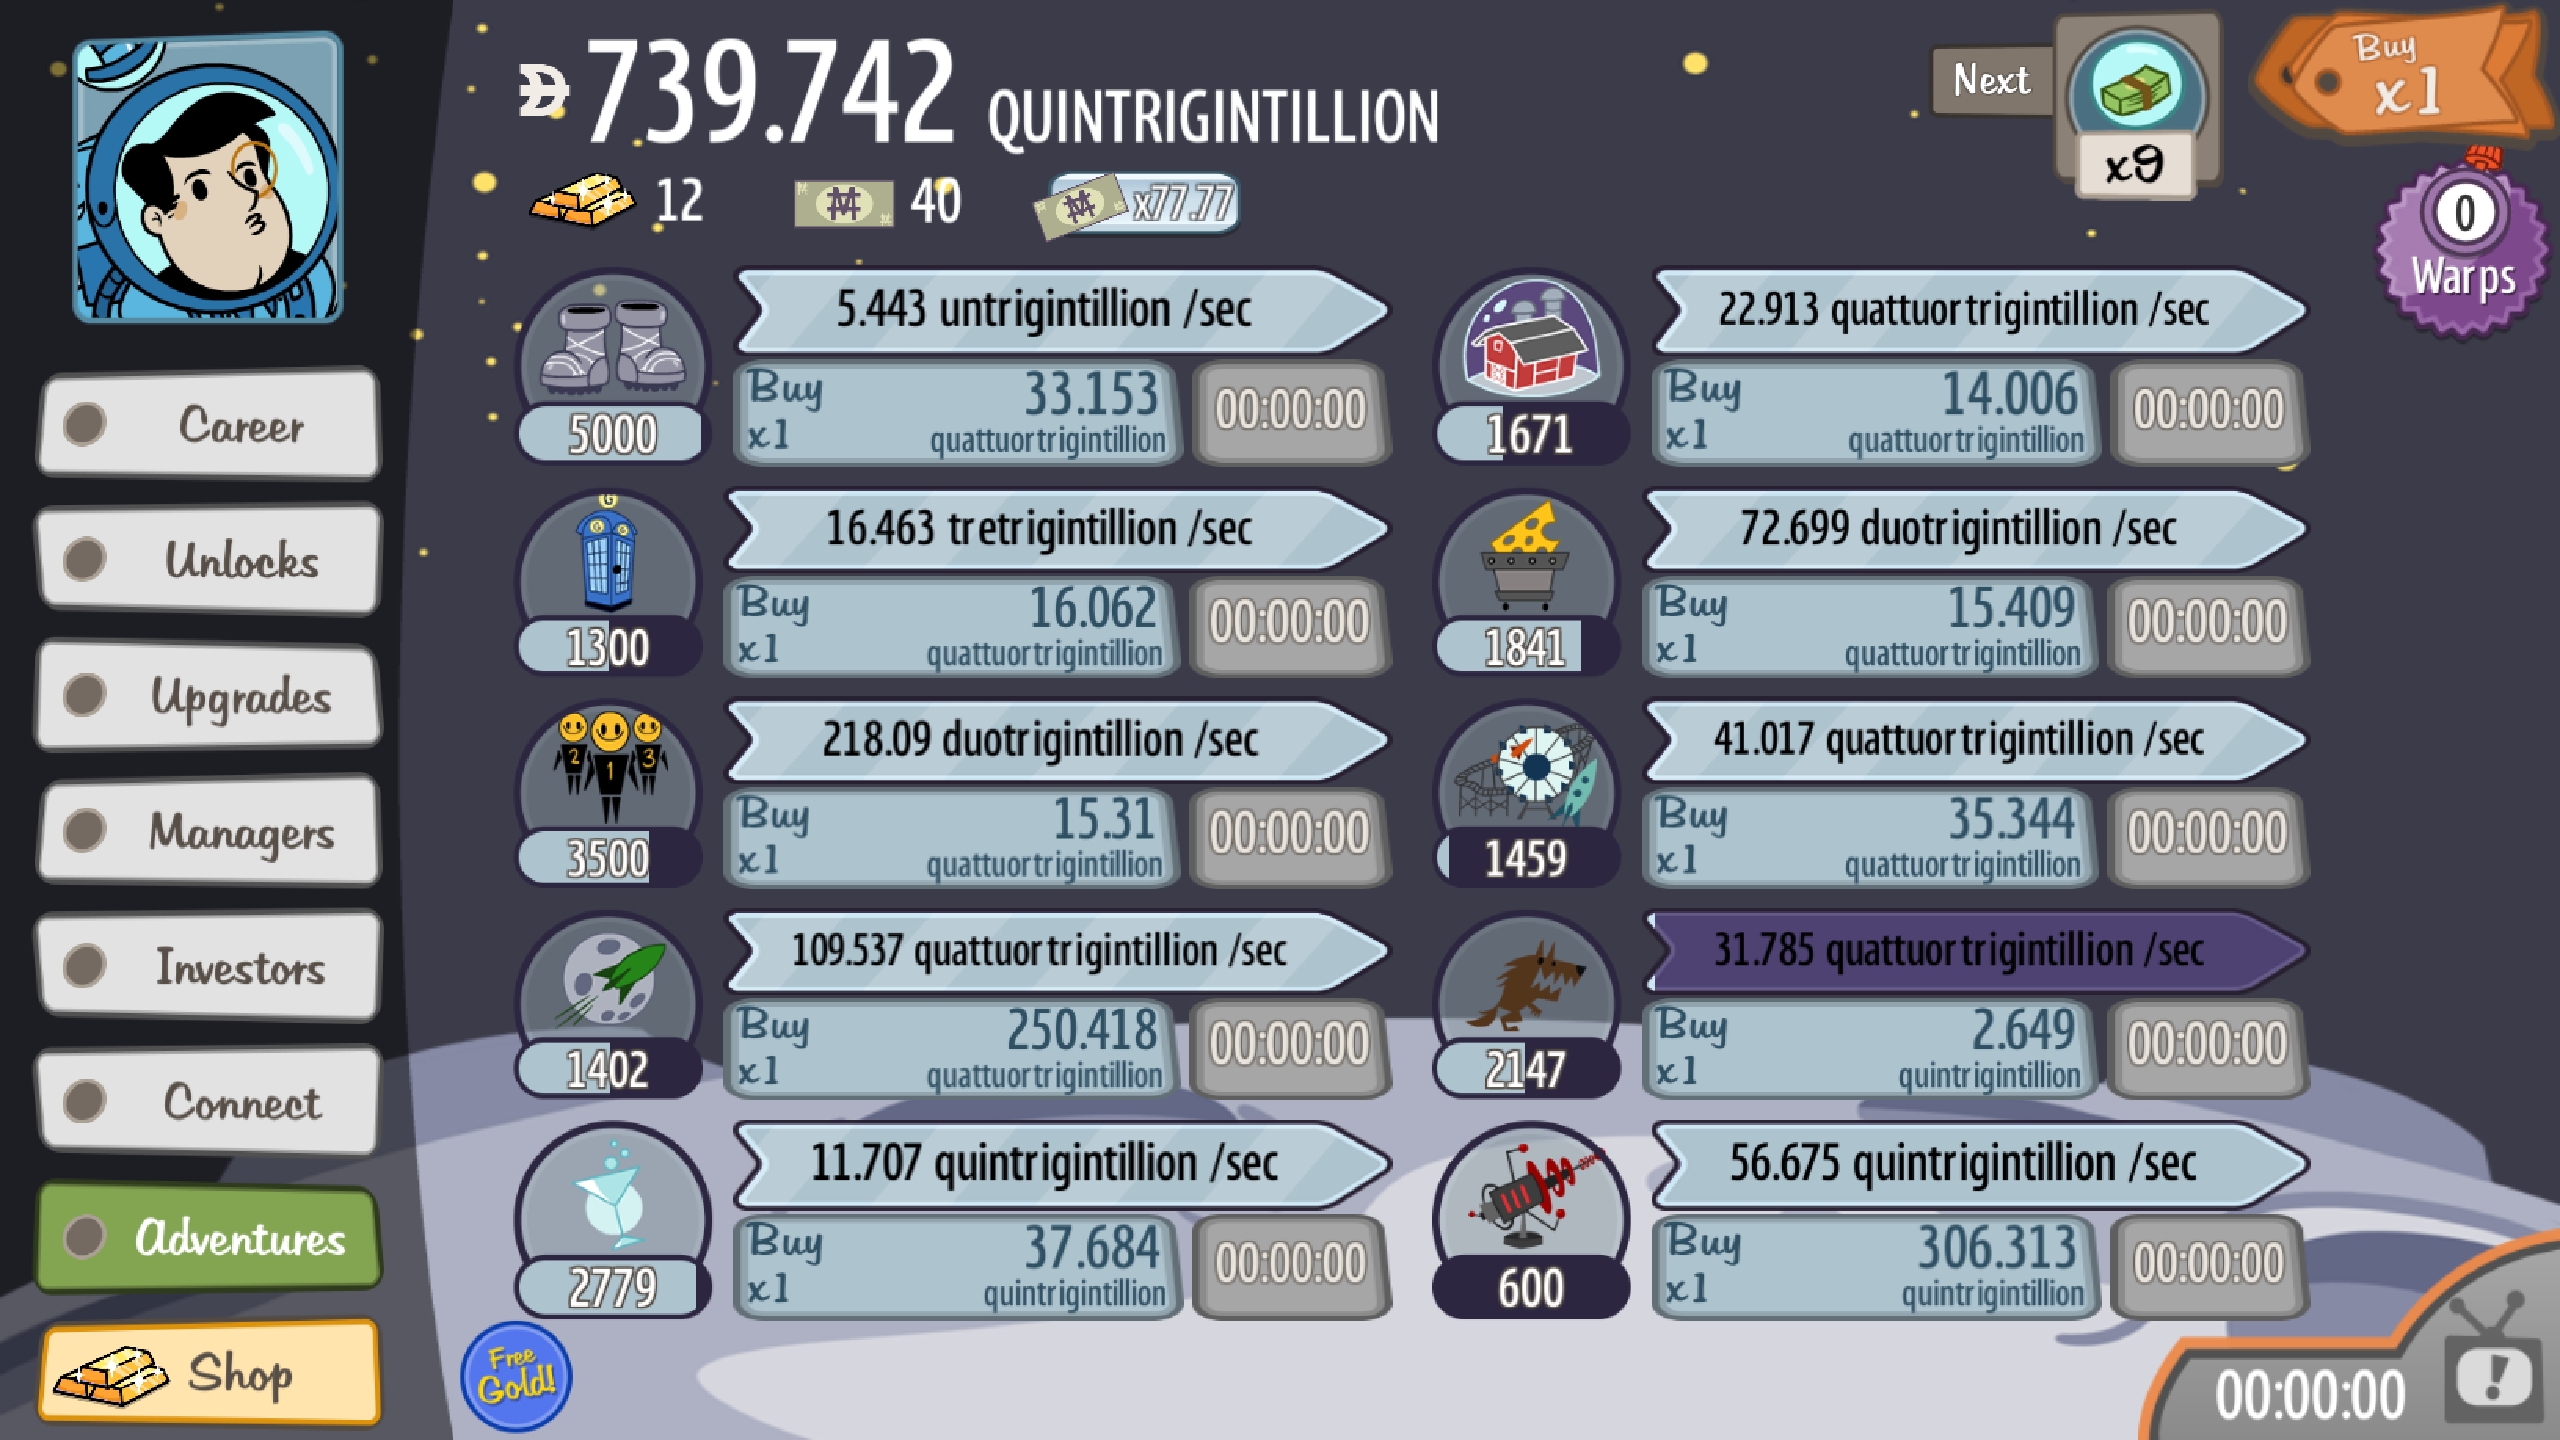 739.742 QUINTRIGINTILLION
12
40
x77.77
Next
x9
Buy
x1
0
Warps
Career
Unlocks
Upgrades
Managers
Investors
Connect
Adventures
Shop
5.443 untrigintillion /sec
5000
Buy
x1
33.153
quattuortrigintillion
00:00:00
22.913 quattuortrigintillion /sec
1671
Buy
x1
14.006
quattuortrigintillion
00:00:00
G
G G
16.463 tretrigintillion /sec
1300
Buy
x1
16.062
quattuortrigintillion
00:00:00
72.699 duotrigintillion /sec
1841
Buy
x1
15.409
quattuortrigintillion
00:00:00
2 1 3
218.09 duotrigintillion /sec
3500
Buy
x1
15.31
quattuortrigintillion
00:00:00
41.017 quattuortrigintillion /sec
1459
Buy
x1
35.344
quattuortrigintillion
00:00:00
109.537 quattuortrigintillion /sec
1402
Buy
x1
250.418
quattuortrigintillion
00:00:00
31.785 quattuortrigintillion /sec
2147
Buy
x1
2.649
quintrigintillion
00:00:00
11.707 quintrigintillion /sec
2779
Buy
x1
37.684
quintrigintillion
00:00:00
56.675 quintrigintillion /sec
600
Buy
x1
306.313
quintrigintillion
00:00:00
Free
Gold!
00:00:00
!